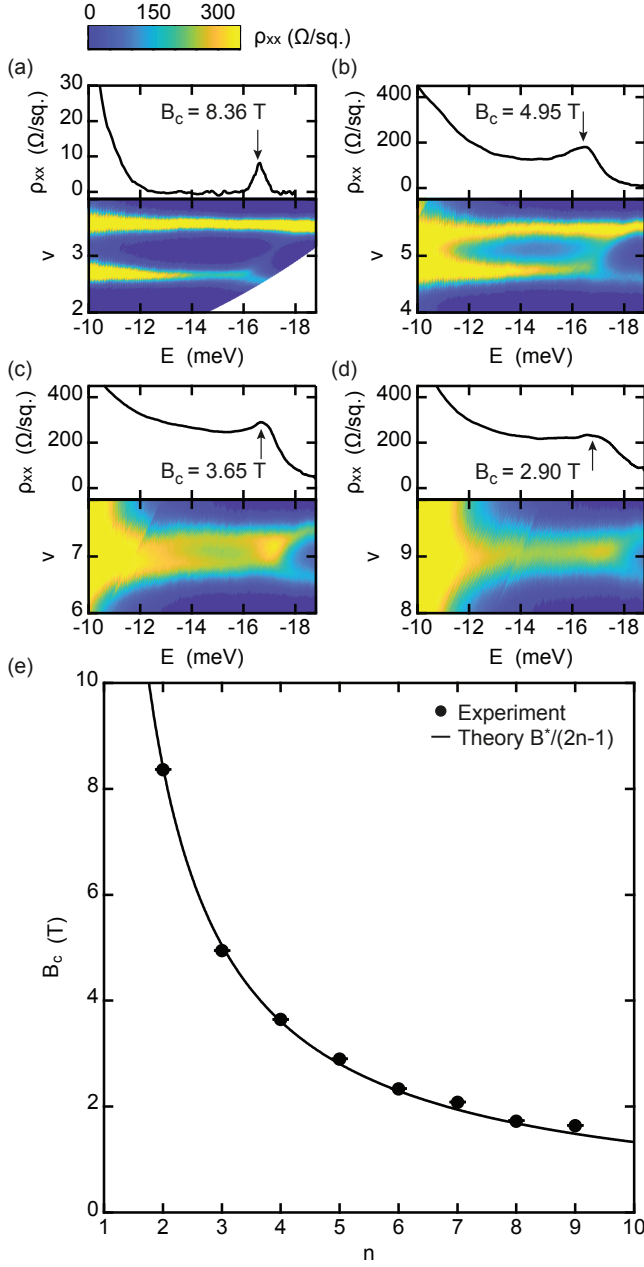 0 150 300
ρxx (Ω/sq.)
(a)
30
20
10
0
ρxx (Ω/sq.)
Bc = 8.36 T
3
2
ν
-10 -12 -14 -16 -18
E (meV)
(b)
400
200
0
ρxx (Ω/sq.)
Bc = 4.95 T
5
4
ν
-10 -12 -14 -16 -18
E (meV)
(c)
400
200
0
ρxx (Ω/sq.)
Bc = 3.65 T
7
6
ν
-10 -12 -14 -16 -18
E (meV)
(d)
400
200
0
ρxx (Ω/sq.)
Bc = 2.90 T
9
8
ν
-10 -12 -14 -16 -18
E (meV)
(e)
10
8
6
4
2
0
Bc (T)
Experiment
Theory B*/(2n-1)
1 2 3 4 5 6 7 8 9 10
n